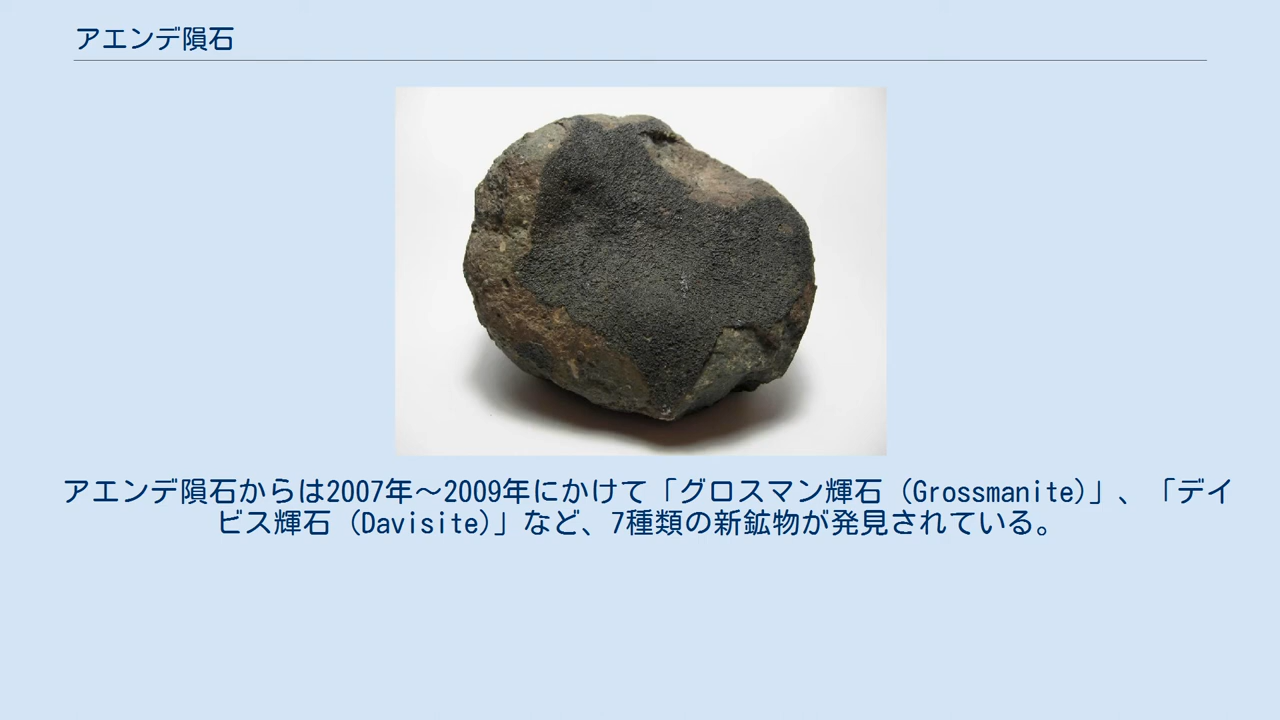 アエンデ隕石
アエンデ隕石からは2007年～2009年にかけて「グロスマン輝石（Grossmanite)」、「デイ
ビス輝石（Davisite)」など、7種類の新鉱物が発見されている。